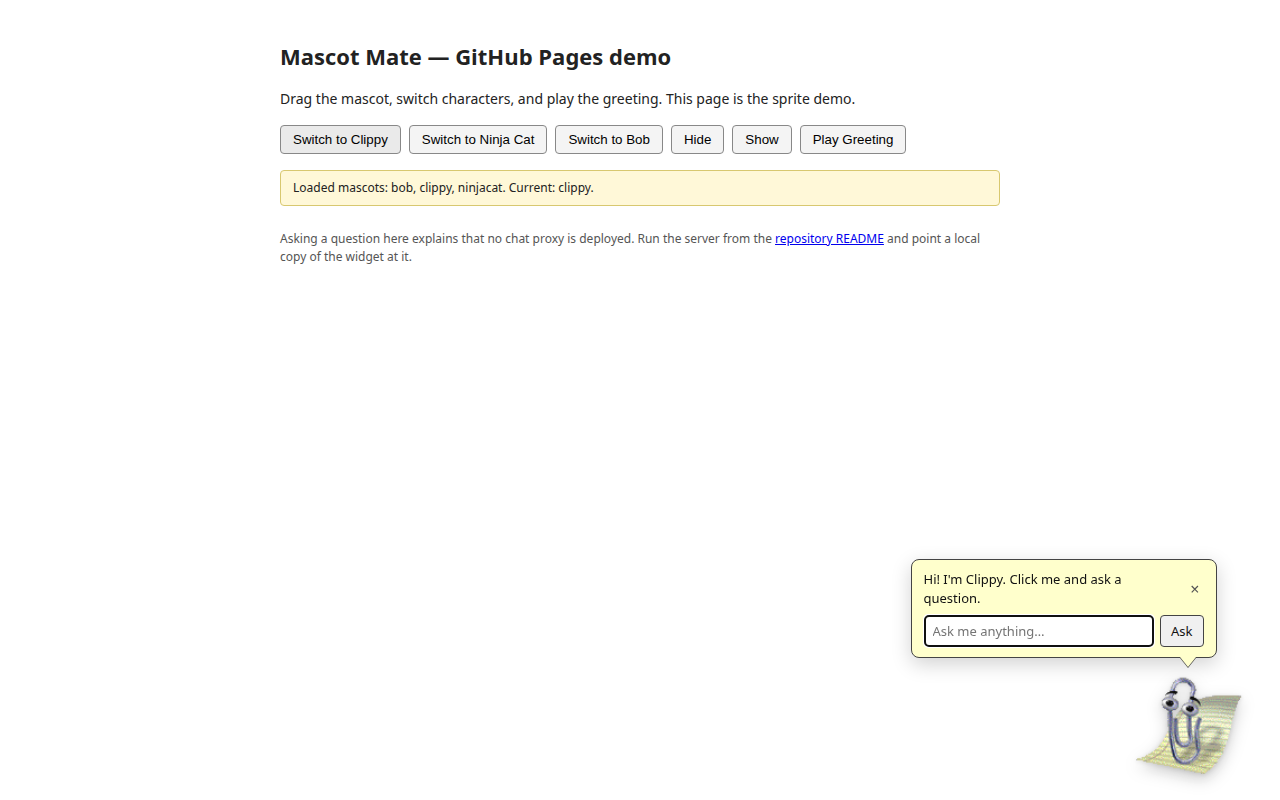 Mascot Mate — GitHub Pages demo
Drag the mascot, switch characters, and play the greeting. This page is the sprite demo.
Switch to Clippy Switch to Ninja Cat Switch to Bob Hide Show Play Greeting
Loaded mascots: bob, clippy, ninjacat. Current: clippy.
Asking a question here explains that no chat proxy is deployed. Run the server from the repository README and point a local
copy of the widget at it.
Hi! I'm Clippy. Click me and ask a
question.
×
Ask me anything... Ask